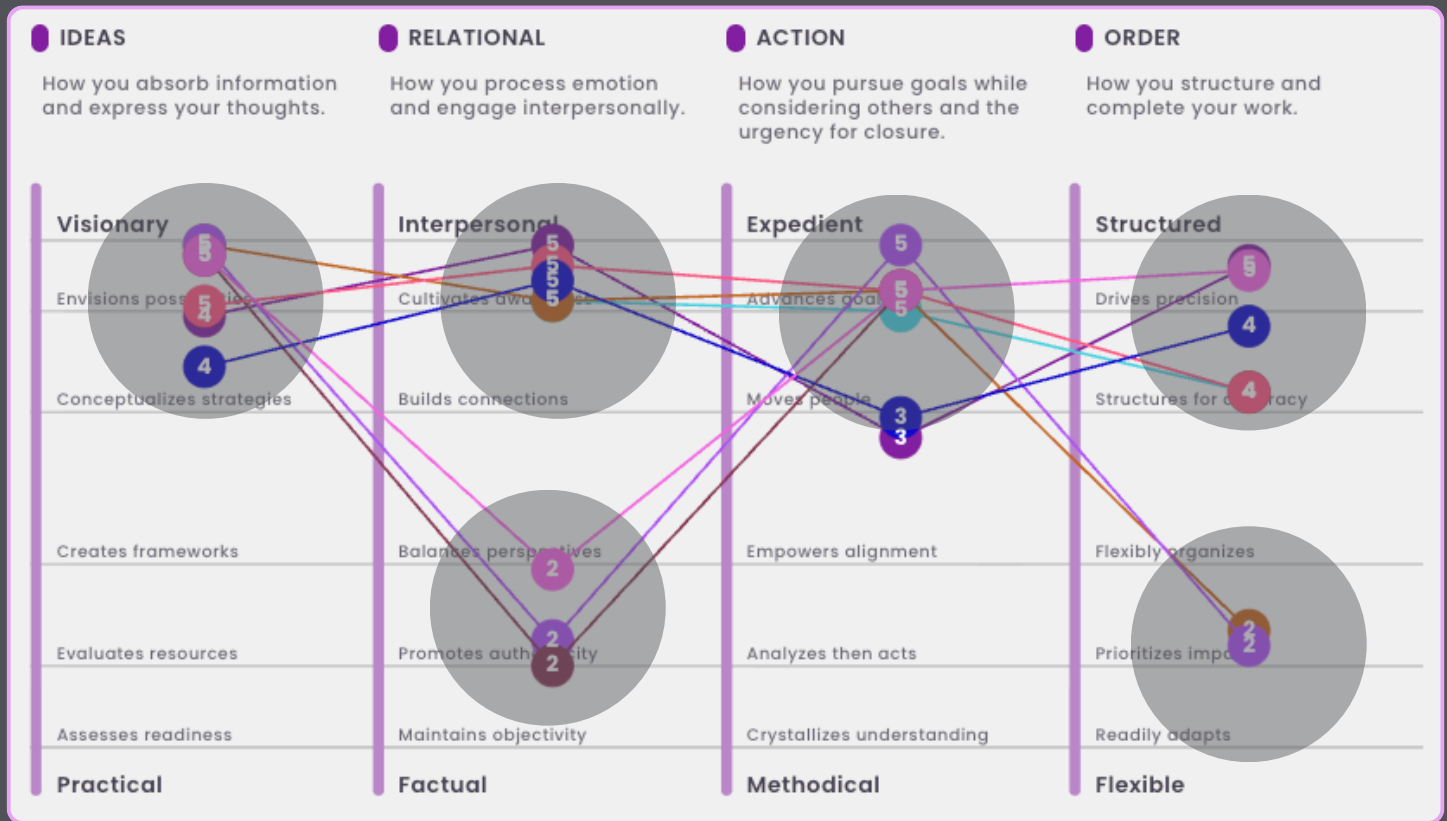 IDEAS
How you absorb information
and express your thoughts.
RELATIONAL
How you process emotion
and engage interpersonally.
ACTION
How you pursue goals while
considering others and the
urgency for closure.
ORDER
How you structure and
complete your work.
Visionary
5
5
Envisions
5
4
4
Conceptualizes strategies
Creates frameworks
Evaluates resources
Assesses readiness
Practical
Interpersonal
5
5
5
Cultivates
5
Builds connections
Balances perspectives
2
2
Promotes authenticity
2
Maintains objectivity
Factual
Expedient
5
5
Advances
5
Moves people
3
3
Empowers alignment
Analyzes then acts
Crystallizes understanding
Methodical
Structured
5
Drives precision
4
4
Structures for
Flexibly organizes
2
2
Prioritizes
Readily adapts
Flexible